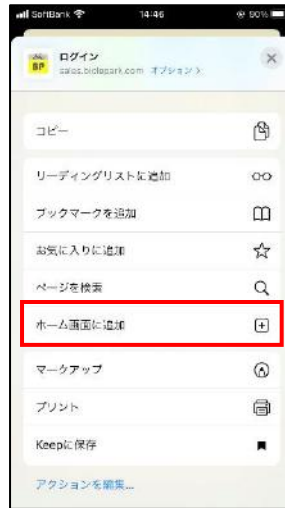 SoftBank 14:46 90%
BP ログイン
オプション >
コピー
リーディングリストに追加
ブックマークを追加
お気に入りに追加
ページを検索
ホーム画面に追加
マークアップ
プリント
Keepに保存
アクションを編集...